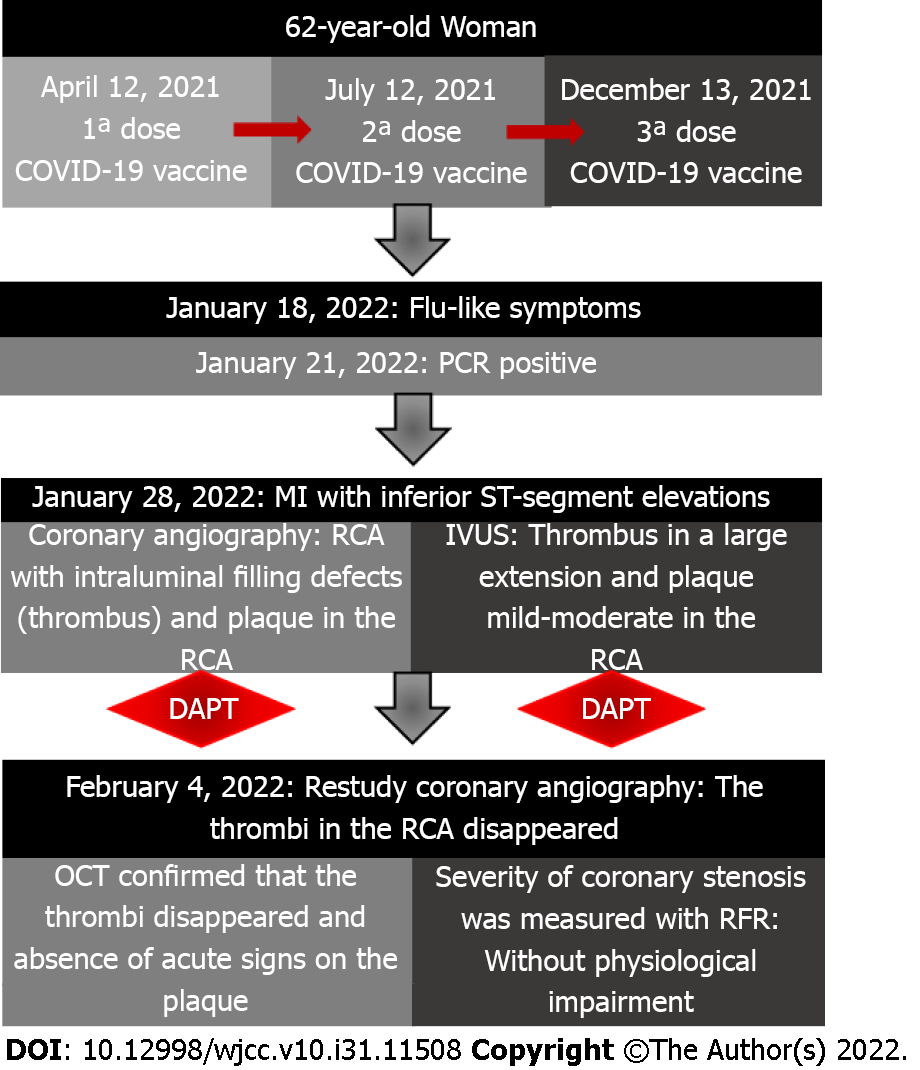 62-year-old Woman
April 12, 2021
1ª dose
COVID-19 vaccine
July 12, 2021
2ª dose
COVID-19 vaccine
December 13, 2021
3ª dose
COVID-19 vaccine
January 18, 2022: Flu-like symptoms
January 21, 2022: PCR positive
January 28, 2022: MI with inferior ST-segment elevations
Coronary angiography: RCA
with intraluminal filling defects
(thrombus) and plaque in the
RCA
IVUS: Thrombus in a large
extension and plaque
mild-moderate in the
RCA
DAPT
DAPT
February 4, 2022: Restudy coronary angiography: The
thrombi in the RCA disappeared
OCT confirmed that the
thrombi disappeared and
absence of acute signs on the
plaque
Severity of coronary stenosis
was measured with RFR:
Without physiological
impairment
DOI: 10.12998/wjcc.v10.i31.11508 Copyright ©The Author(s) 2022.